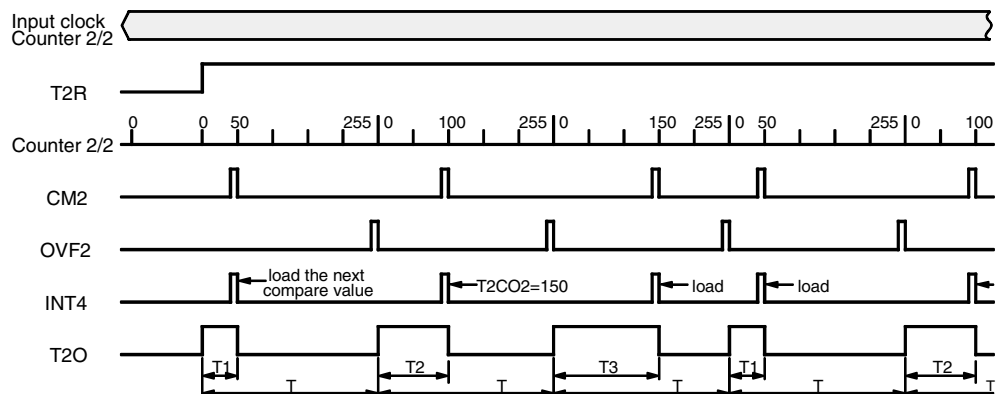 Input clock
Counter 2/2
T2R
0 0 50 255 0 100 255 0 150 255 0 50 255 0 100
Counter 2/2
CM2
OVF2
INT4
load the next
compare value
T2CO2=150
load
load
T2O
T1 T2 T3 T1 T2
T T T T T